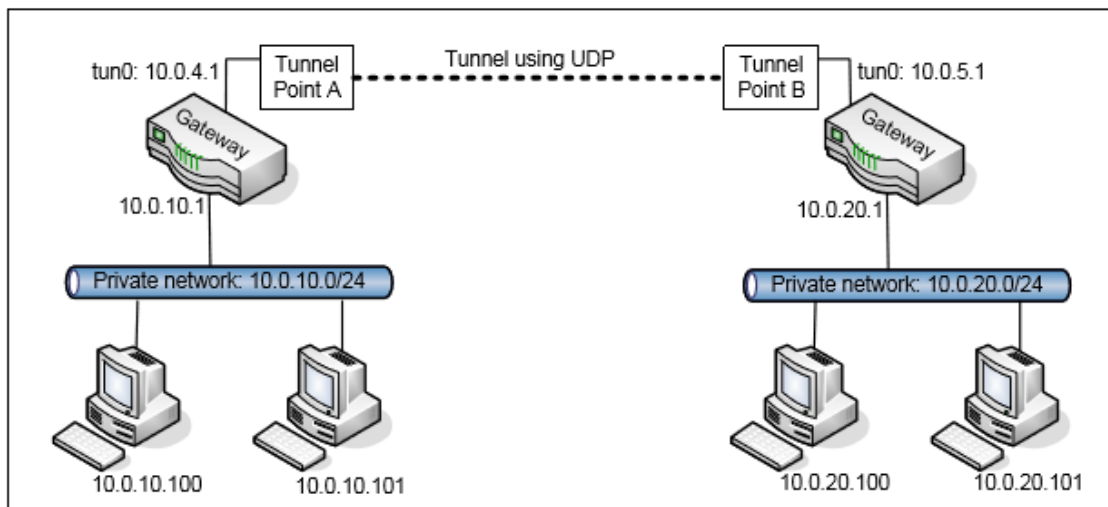 tun0: 10.0.4.1
Tunnel
Point A
Tunnel using UDP
Tunnel
Point B
tun0: 10.0.5.1
Gateway
Gateway
10.0.10.1
10.0.20.1
Private network: 10.0.10.0/24
Private network: 10.0.20.0/24
10.0.10.100
10.0.10.101
10.0.20.100
10.0.20.101